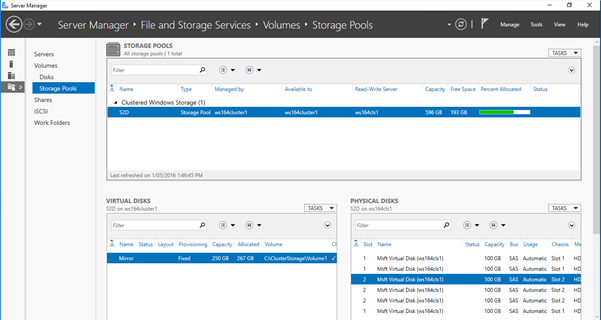 Server Manager
Server Manager › File and Storage Services › Volumes › Storage Pools
Manage Tools View Help
Servers
Volumes
Disks
Storage Pools
Shares
iSCSI
Work Folders
STORAGE POOLS
All storage pools | 1 total
TASKS
Filter
Name Type Managed by Available to Read-Write Server Capacity Free Space Percent Allocated Status
Clustered Windows Storage (1)
S2D Storage Pool ws164cluster1 ws164cluster1 ws164cls1 596 GB 193 GB
Last refreshed on 1/05/2016 1:46:45 PM
VIRTUAL DISKS
S2D on ws164cluster1
TASKS
Filter
Name Status Layout Provisioning Capacity Allocated Volume Cl
Mirror Fixed 250 GB 267 GB C:\ClusterStorage\Volume1
PHYSICAL DISKS
S2D on ws164cls1
TASKS
Filter
Slot Name Status Capacity Bus Usage Chassis Me
1 Msft Virtual Disk (ws164cls1) 100 GB SAS Automatic Slot 1 HD
1 Msft Virtual Disk (ws164cls1) 100 GB SAS Automatic Slot 1 HD
2 Msft Virtual Disk (ws164cls1) 100 GB SAS Automatic Slot 2 HD
2 Msft Virtual Disk (ws164cls1) 100 GB SAS Automatic Slot 2 HD
1 Msft Virtual Disk (ws164cls1) 100 GB SAS Automatic Slot 1 HD
2 Msft Virtual Disk (ws164cls1) 100 GB SAS Automatic Slot 2 HD